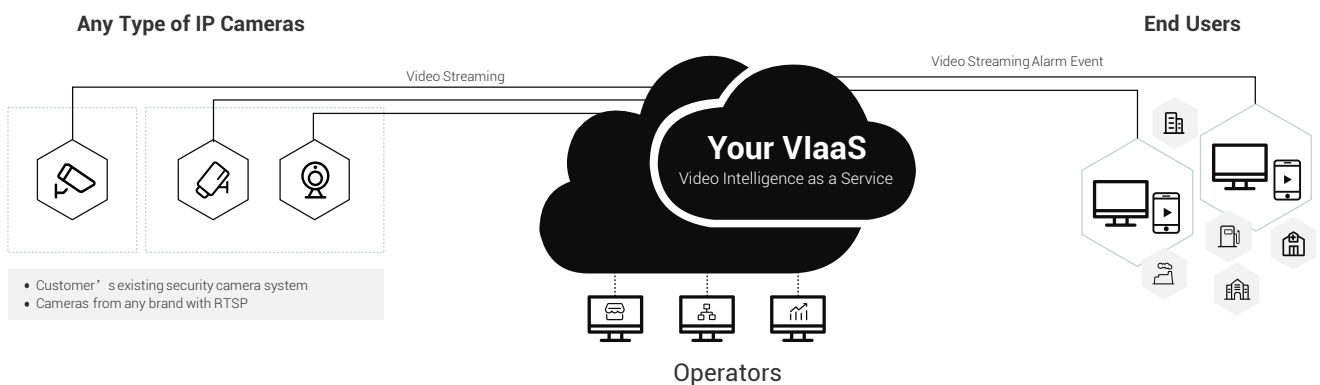 Any Type of IP Cameras
End Users
Video Streaming
Video Streaming Alarm Event
Your VIaaS
Video Intelligence as a Service
• Customer’s existing security camera system
• Cameras from any brand with RTSP
Operators